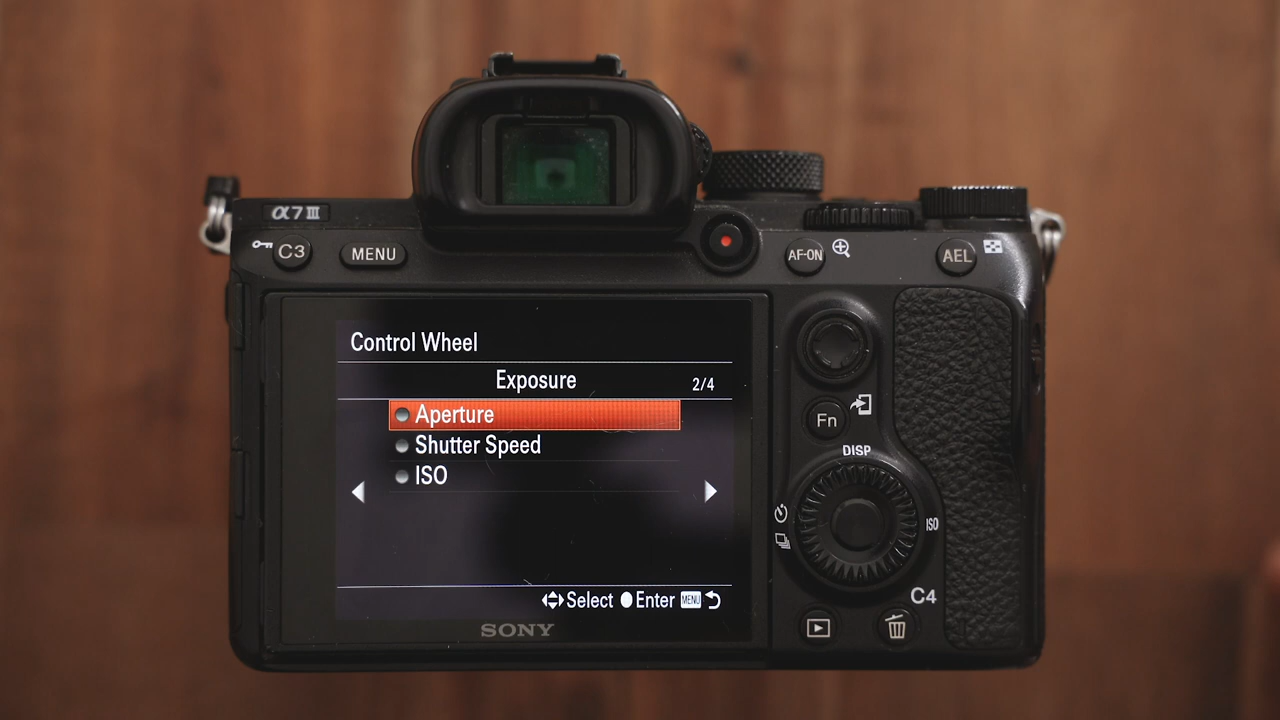 α7III
C3
MENU
AF-ON
AEL
Control Wheel
Exposure 2/4
Aperture
Shutter Speed
ISO
Select Enter MENU
SONY
Fn
DISP
ISO
C4